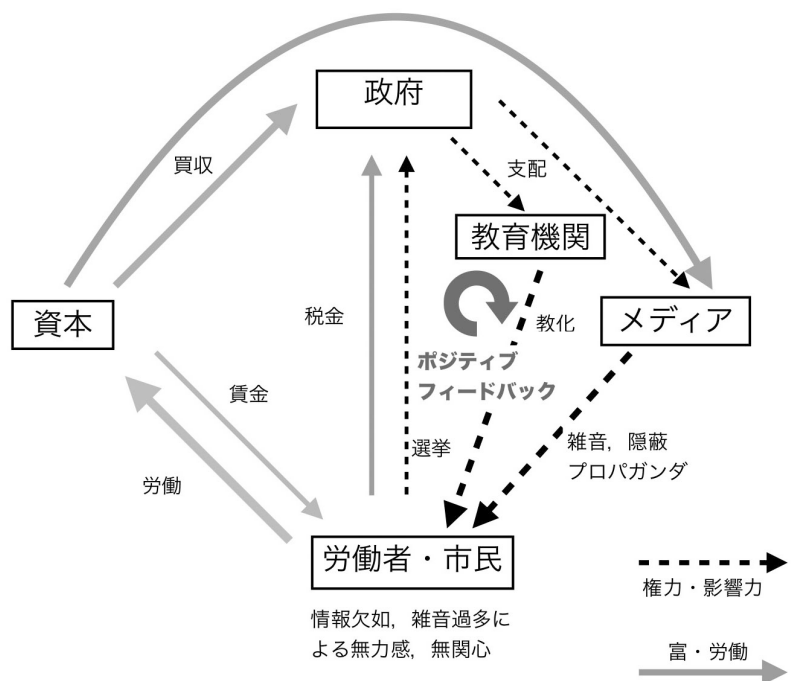 政府
買収
支配
教育機関
資本
税金
教化
メディア
ポジティブ
フィードバック
賃金
選挙
雑音，隠蔽
プロパガンダ
労働
労働者・市民
権力・影響力
情報欠如，雑音過多に
よる無力感，無関心
富・労働